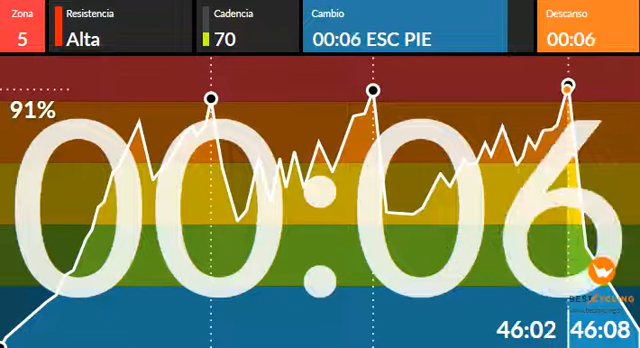 Zona
5
Resistencia
Alta
Cadencia
70
Cambio
00:06 ESC PIE
Descanso
00:06
91%
00:06
46:02
46:08